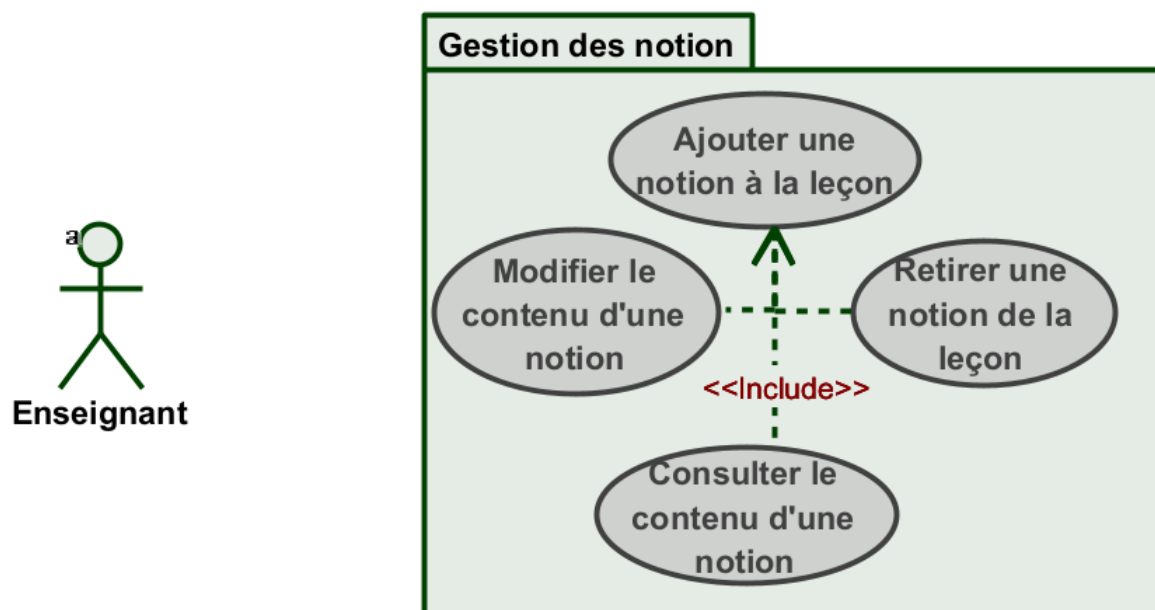 Gestion des notion
Ajouter une
notion à la leçon
a
Modifier le
contenu d'une
notion
Retirer une
notion de la
leçon
<<Include>>
Enseignant
Consulter le
contenu d'une
notion